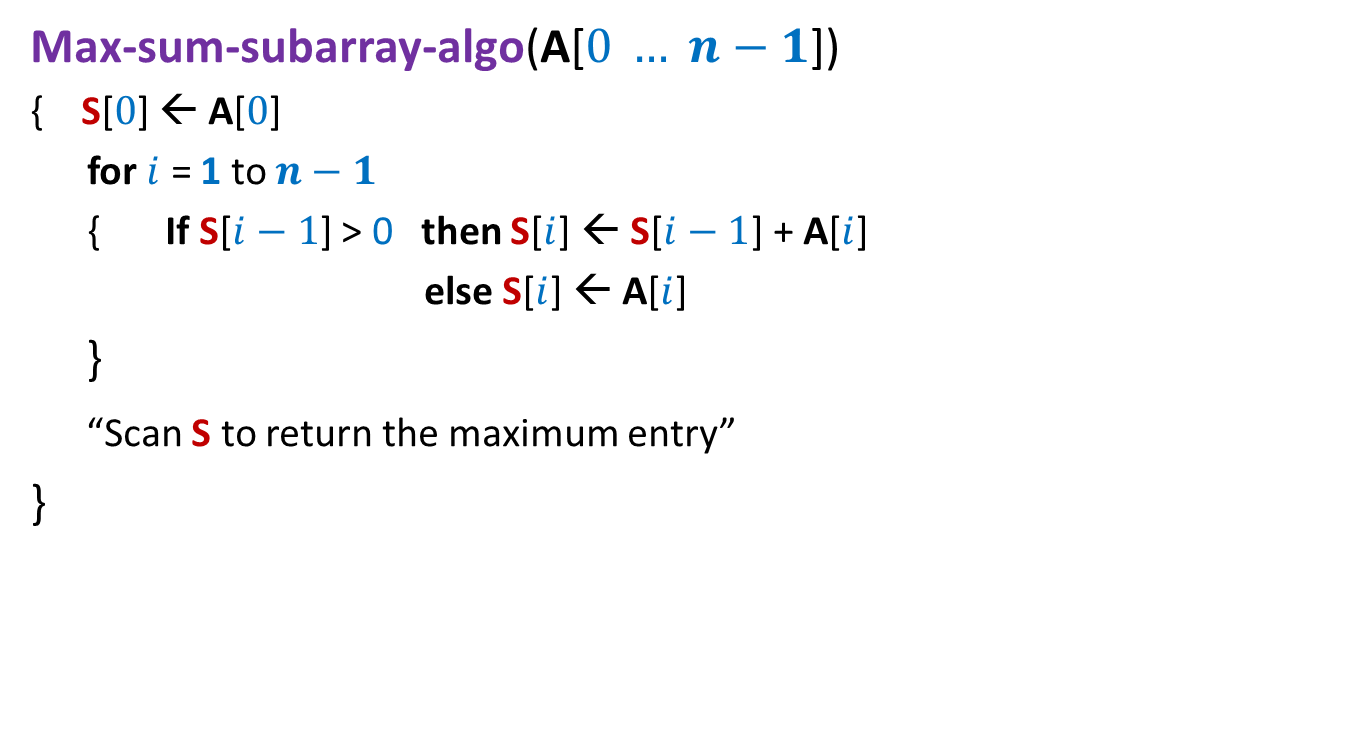 Max-sum-subarray-algo(A[0 … n − 1])
{ S[0] ← A[0]
for i = 1 to n − 1
{ If S[i − 1] > 0 then S[i] ← S[i − 1] + A[i]
else S[i] ← A[i]
}
“Scan S to return the maximum entry”
}